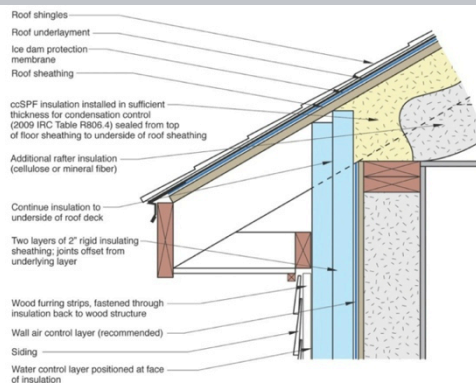 Roof shingles
Roof underlayment
Ice dam protection
membrane
Roof sheathing
ccSPF insulation installed in sufficient
thickness for condensation control
(2009 IRC Table R806.4) sealed from top
of floor sheathing to underside of roof sheathing
Additional rafter insulation
(cellulose or mineral fiber)
Continue insulation to
underside of roof deck
Two layers of 2" rigid insulating
sheathing; joints offset from
underlying layer
Wood furring strips, fastened through
insulation back to wood structure
Wall air control layer (recommended)
Siding
Water control layer positioned at face
of insulation